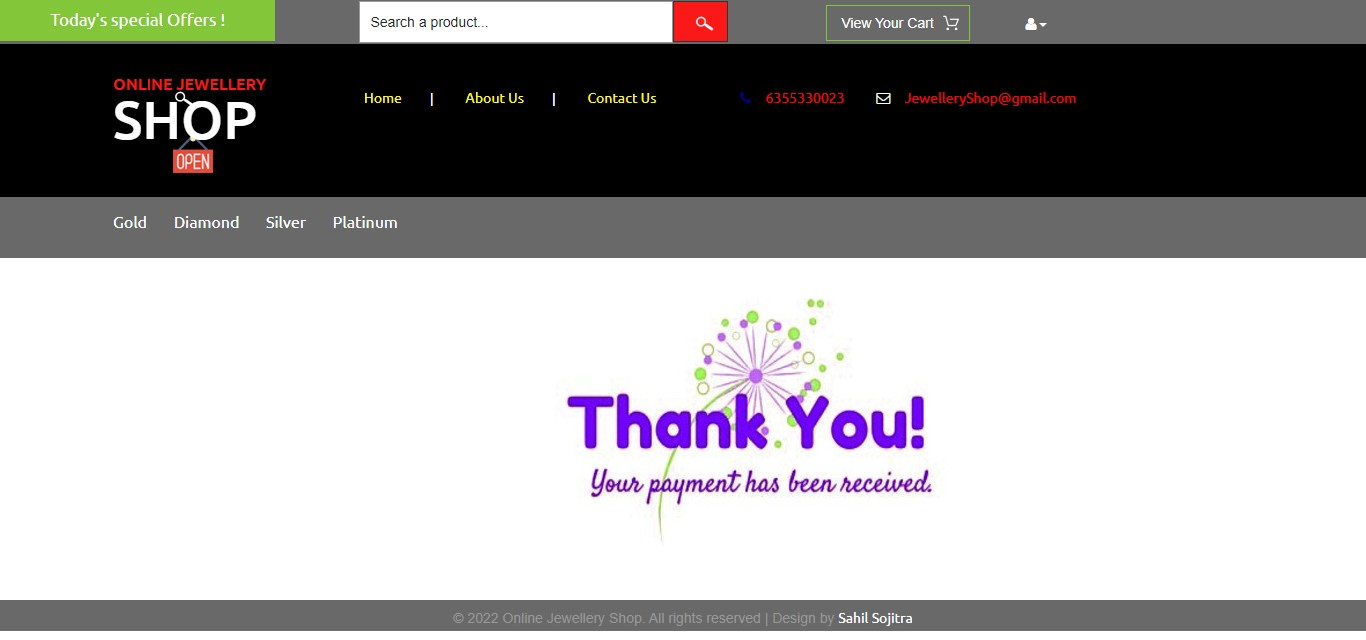 Today's special Offers !
Search a product...
View Your Cart
ONLINE JEWELLERY
SHOP
OPEN
Home | About Us | Contact Us
6355330023
JewelleryShop@gmail.com
Gold Diamond Silver Platinum
Thank You!
Your payment has been received.
© 2022 Online Jewellery Shop. All rights reserved | Design by Sahil Sojitra